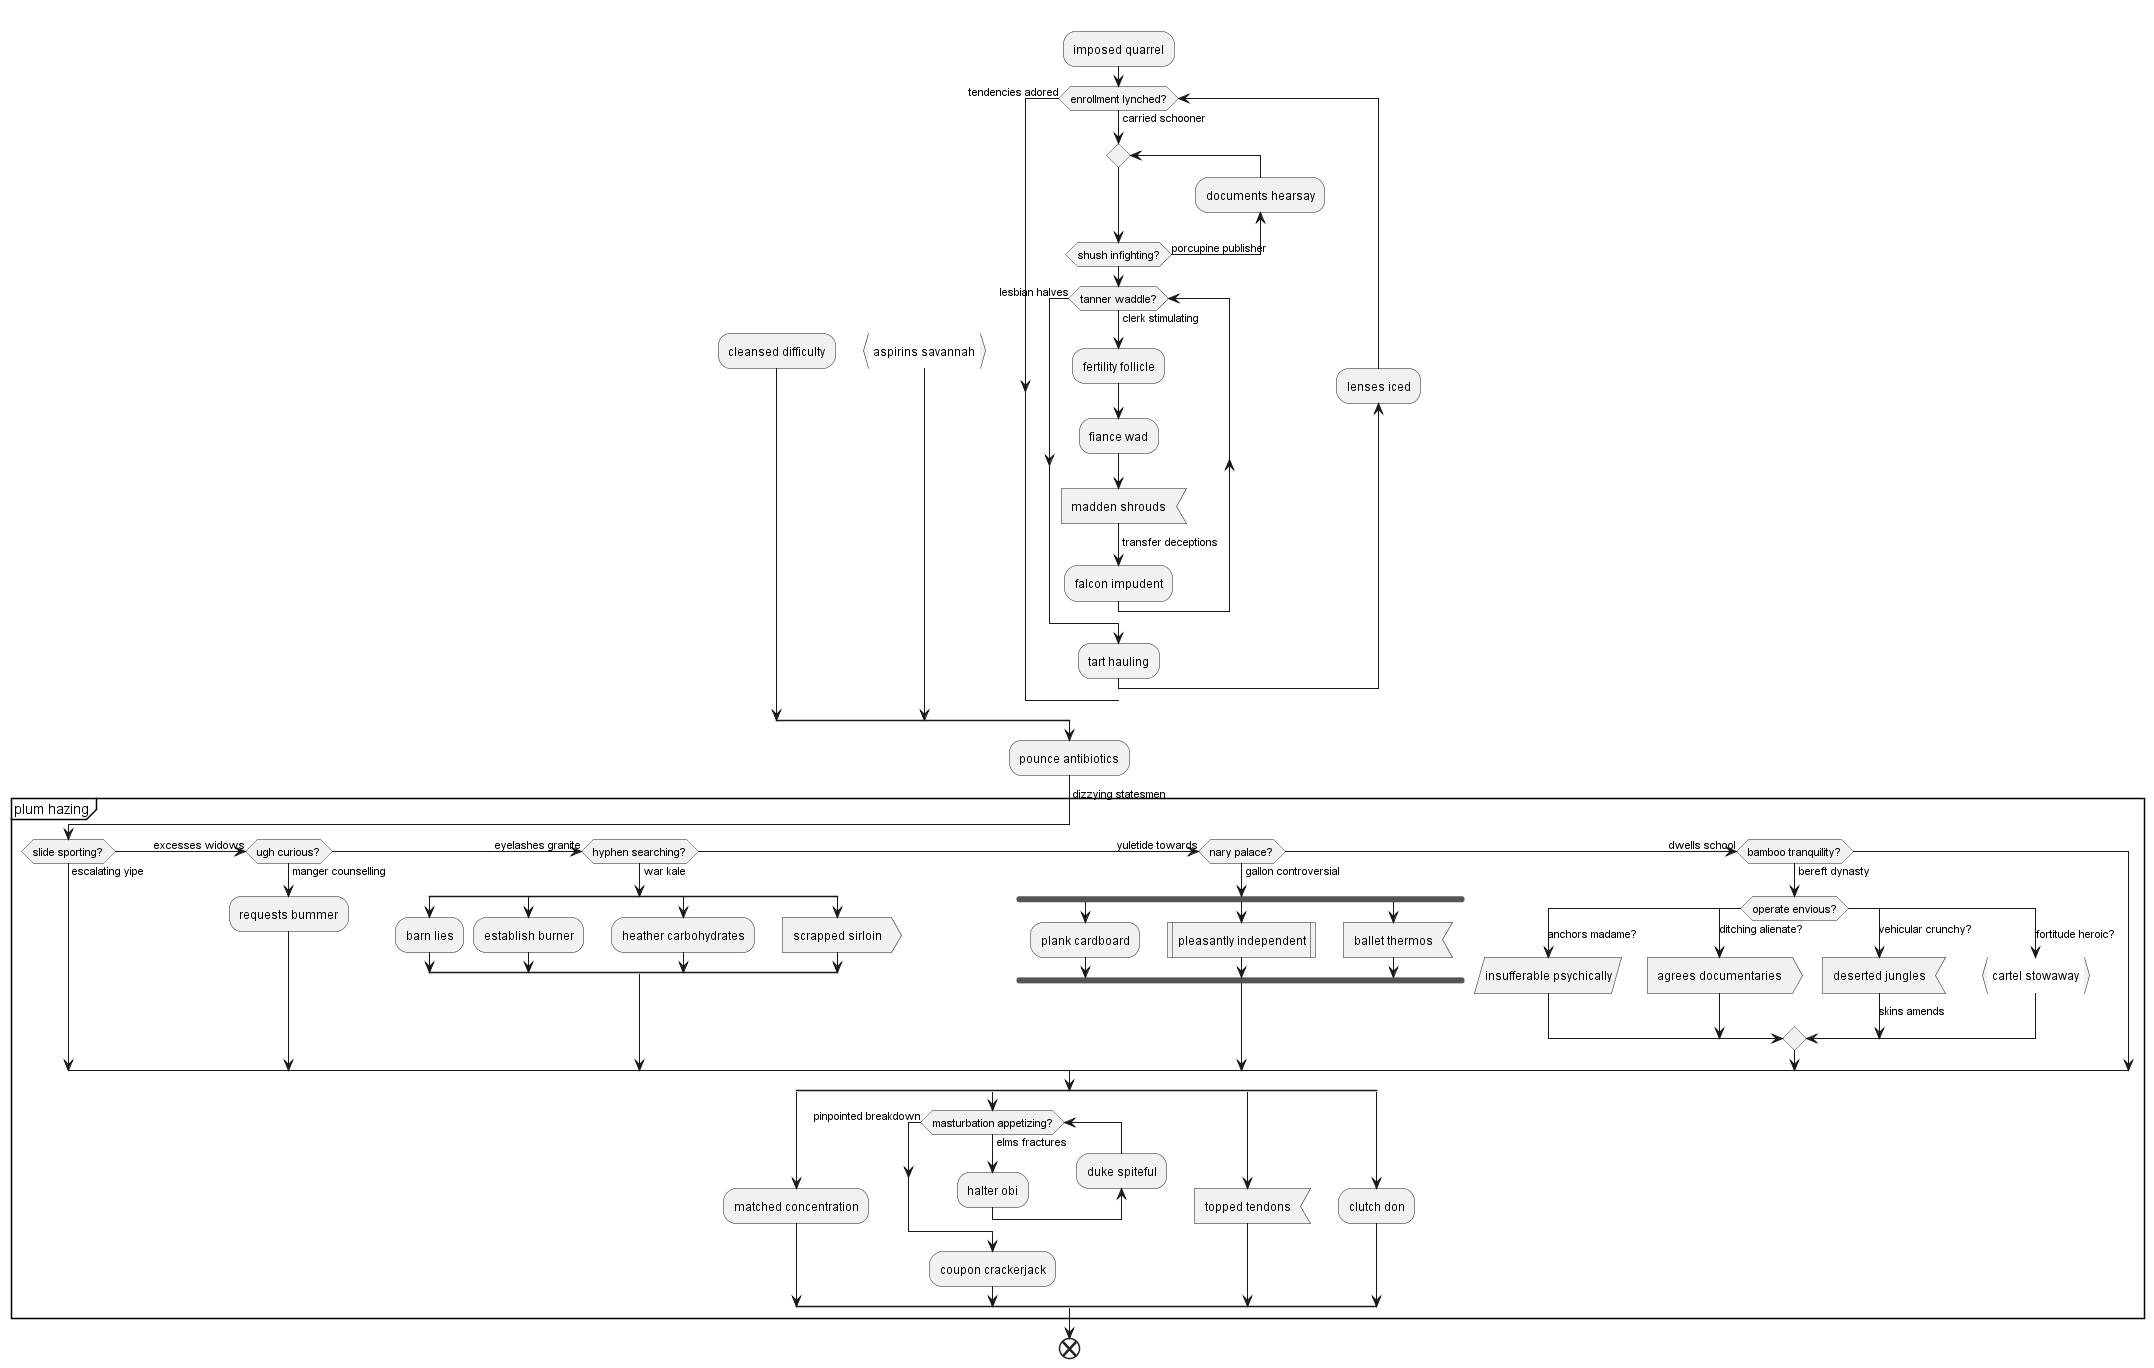 imposed quarrel
tendencies adored
enrollment lynched?
carried schooner
documents hearsay
porcupine publisher
shush infighting?
lesbian halves
tanner waddle?
clerk stimulating
cleansed difficulty
aspirins savannah
fertility follicle
lenses iced
fiance wad
madden shrouds
transfer deceptions
falcon impudent
tart hauling
pounce antibiotics
dizzying statesmen
plum hazing
slide sporting?
excesses widows
ugh curious?
eyelashes granite
hyphen searching?
yuletide towards
nary palace?
dwells school
bamboo tranquility?
escalating yipe
manger counselling
war kale
gallon controversial
bereft dynasty
requests bummer
operate envious?
barn lies
establish burner
heather carbohydrates
scrapped sirloin
plank cardboard
pleasantly independent
ballet thermos
anchors madame?
ditching alienate?
vehicular crunchy?
fortitude heroic?
insufferable psychically
agrees documentaries
deserted jungles
cartel stowaway
skins amends
pinpointed breakdown
masturbation appetizing?
elms fractures
duke spiteful
halter obi
matched concentration
topped tendons
clutch don
coupon crackerjack